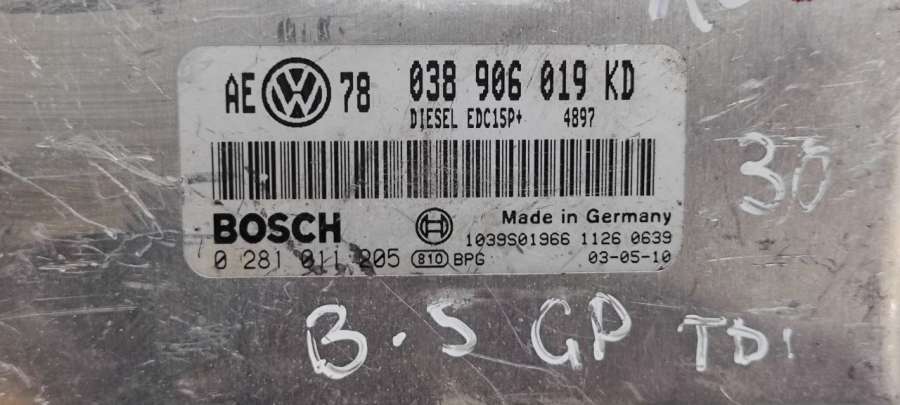 AE VW 78 038 906 019 KD
DIESEL EDC15P+ 4897
BOSCH
Made in Germany
1039S01966 1126 0639
0 281 011 205 810 BPG 03-05-10
30
B.5 GP TDI